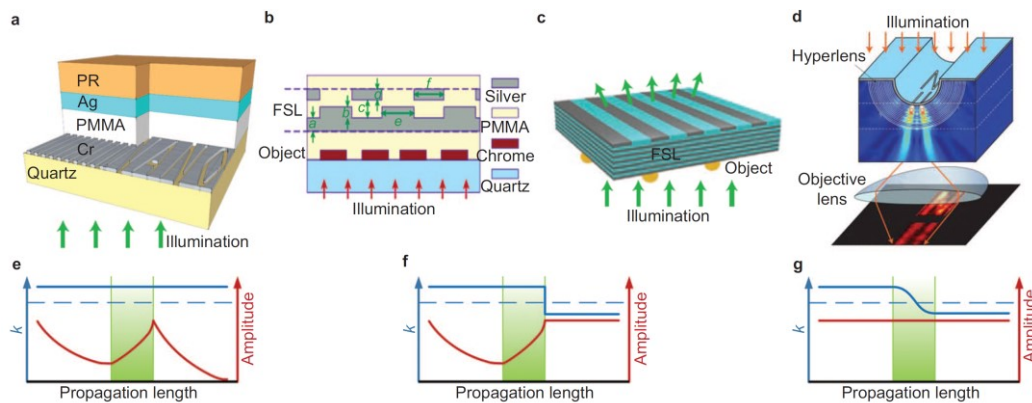 a
PR
Ag
PMMA
Cr
Quartz
Illumination
b
FSL
Object
a
b
c
d
e
f
Silver
PMMA
Chrome
Quartz
Illumination
c
FSL
Object
Illumination
d
Illumination
Hyperlens
Objective
lens
e
k
Amplitude
Propagation length
f
k
Amplitude
Propagation length
g
k
Amplitude
Propagation length